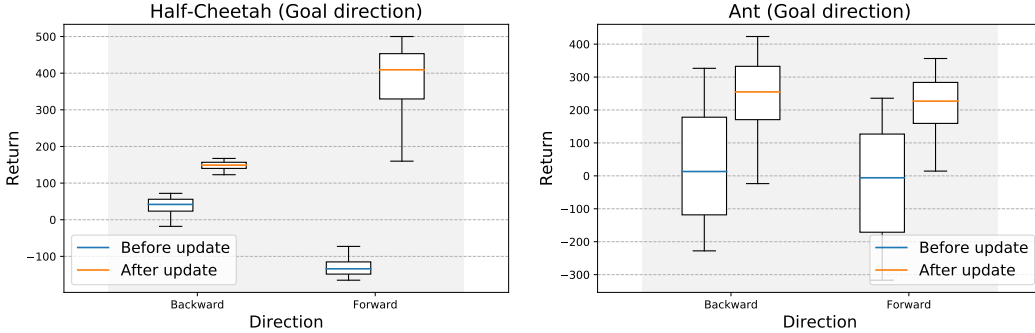 Half-Cheetah (Goal direction)
500
400
300
200
100
0
−100
Return
Before update
After update
Backward
Forward
Direction
Ant (Goal direction)
400
300
200
100
0
−100
−200
−300
Return
Before update
After update
Backward
Forward
Direction